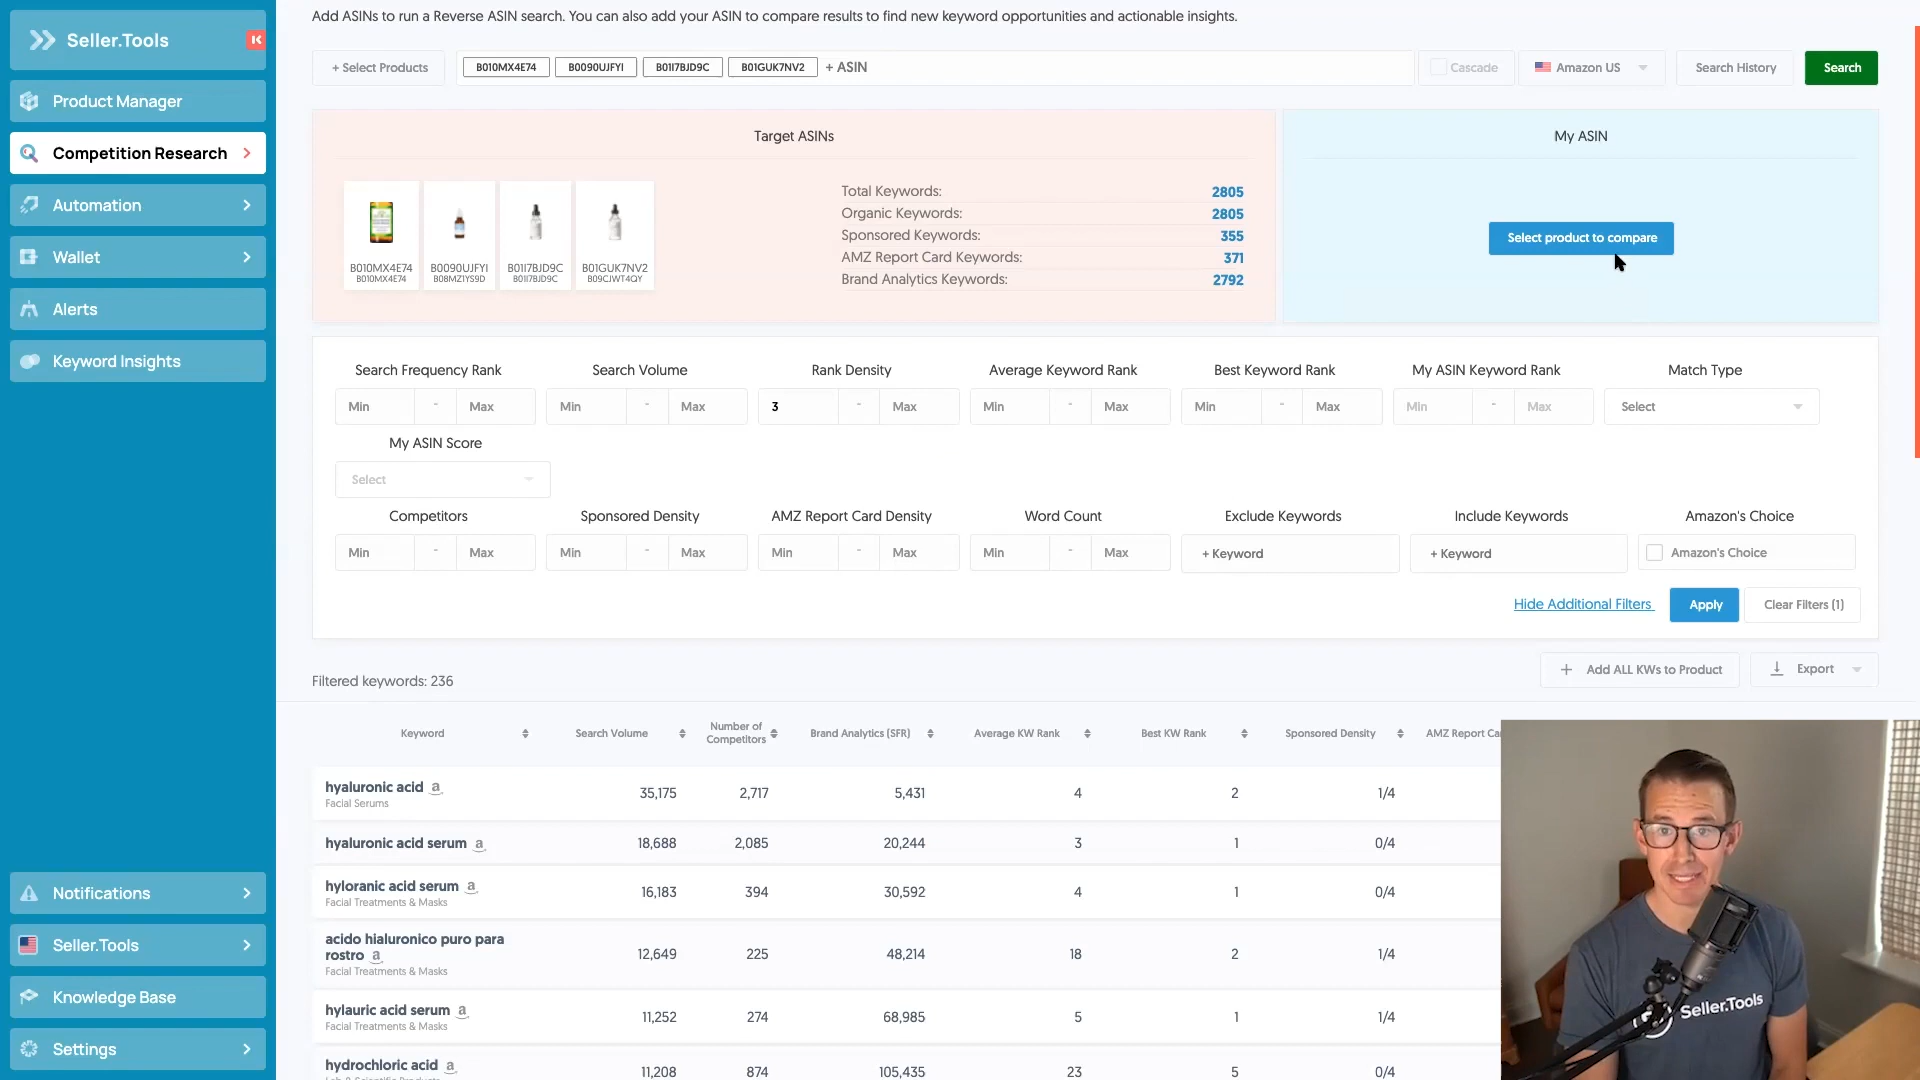 Seller.Tools
Product Manager
Competition Research
Automation
Wallet
Alerts
Keyword Insights
Notifications
Seller.Tools
Knowledge Base
Settings
Add ASINs to run a Reverse ASIN search. You can also add your ASIN to compare results to find new keyword opportunities and actionable insights.
+ Select Products
B010MX4E74 B0090UJFYI B01I7BJD9C B01GUK7NV2 + ASIN
Cascade
Amazon US
Search History
Search
Target ASINs
B010MX4E74 B0090UJFYI B01I7BJD9C B01GUK7NV2
B010MX4E74 B08MZ1YS9D B01I7BJD9C B09CJWT4QY
Total Keywords: 2805
Organic Keywords: 2805
Sponsored Keywords: 355
AMZ Report Card Keywords: 371
Brand Analytics Keywords: 2792
My ASIN
Select product to compare
Search Frequency Rank Search Volume Rank Density Average Keyword Rank Best Keyword Rank My ASIN Keyword Rank Match Type
Min - Max Min - Max 3 - Max Min - Max Min - Max Min - Max Select
My ASIN Score
Select
Competitors Sponsored Density AMZ Report Card Density Word Count Exclude Keywords Include Keywords Amazon's Choice
Min - Max Min - Max Min - Max Min - Max + Keyword + Keyword Amazon's Choice
Hide Additional Filters Apply Clear Filters (1)
Filtered keywords: 236
+ Add ALL KWs to Product Export
Keyword Search Volume Number of Competitors Brand Analytics (SFR) Average KW Rank Best KW Rank Sponsored Density AMZ Report Ca
hyaluronic acid 35,175 2,717 5,431 4 2 1/4
Facial Serums
hyaluronic acid serum 18,688 2,085 20,244 3 1 0/4
hyloranic acid serum 16,183 394 30,592 4 1 0/4
Facial Treatments & Masks
acido hialuronico puro para
rostro 12,649 225 48,214 18 2 1/4
Facial Treatments & Masks
hylauric acid serum 11,252 274 68,985 5 1 1/4
Facial Treatments & Masks
hydrochloric acid 11,208 874 105,435 23 5 0/4
Seller.Tools